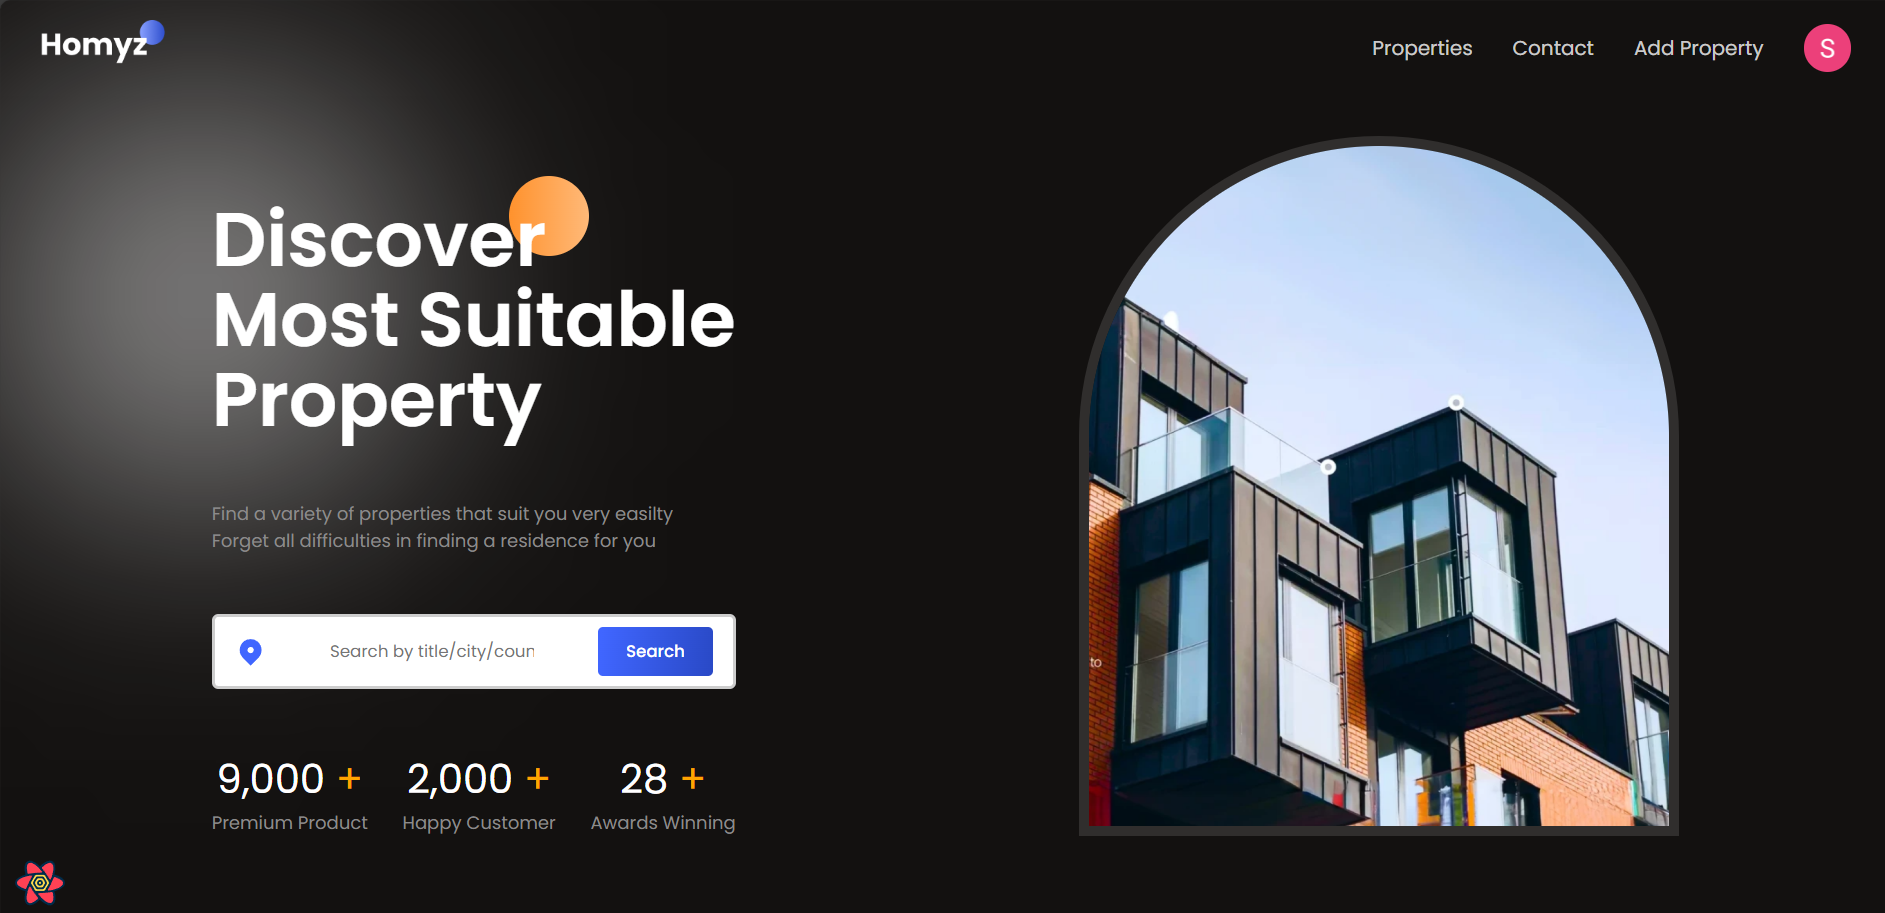 Homyz
Properties
Contact
Add Property
S
Discover
Most Suitable
Property
Find a variety of properties that suit you very easilty
Forget all difficulties in finding a residence for you
Search by title/city/coun
Search
to
9,000 +
2,000 +
28 +
Premium Product
Happy Customer
Awards Winning